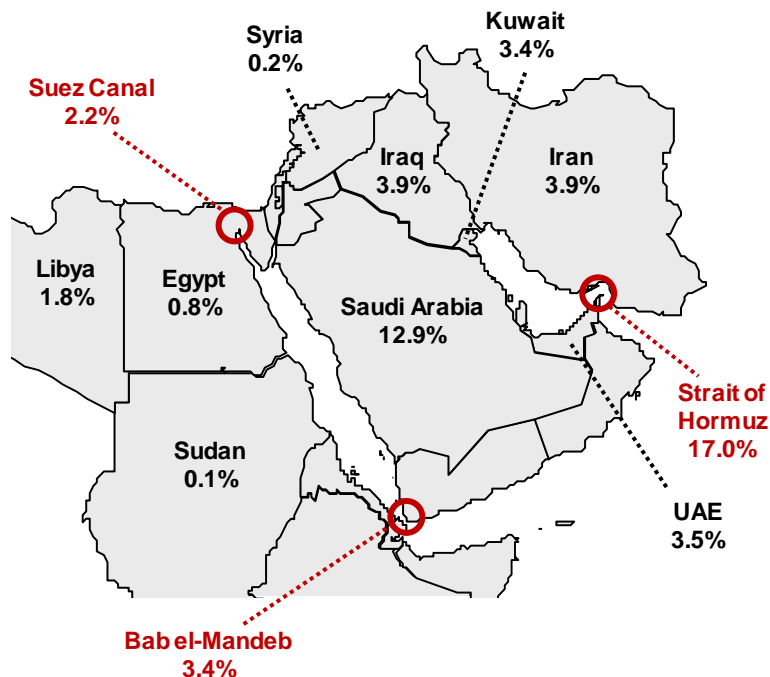 Kuwait
3.4%
Syria
0.2%
Suez Canal
2.2%
Iraq
3.9%
Iran
3.9%
Libya
1.8%
Egypt
0.8%
Saudi Arabia
12.9%
Strait of
Hormuz
17.0%
Sudan
0.1%
UAE
3.5%
Bab el-Mandeb
3.4%